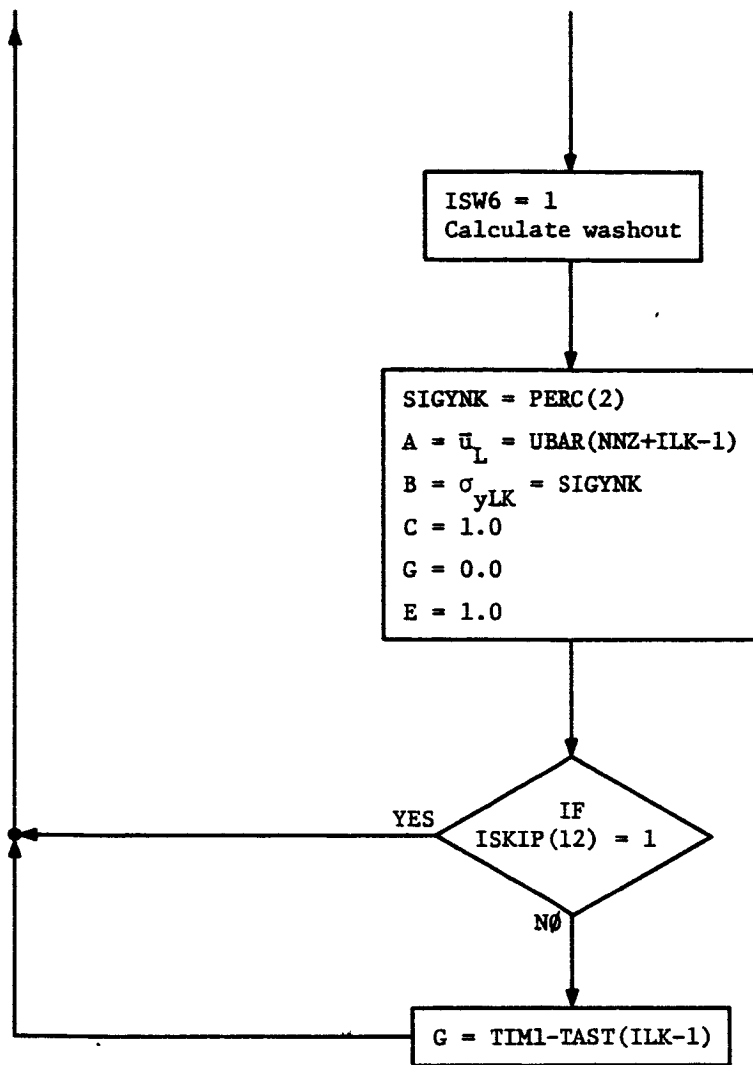 ISW6 = 1
Calculate washout
SIGYNK = PERC(2)
A = ū_L = UBAR(NNZ+ILK-1)
B = σ_yLK = SIGYNK
C = 1.0
G = 0.0
E = 1.0
YES
IF
ISKIP(12) = 1
NØ
G = TIM1-TAST(ILK-1)